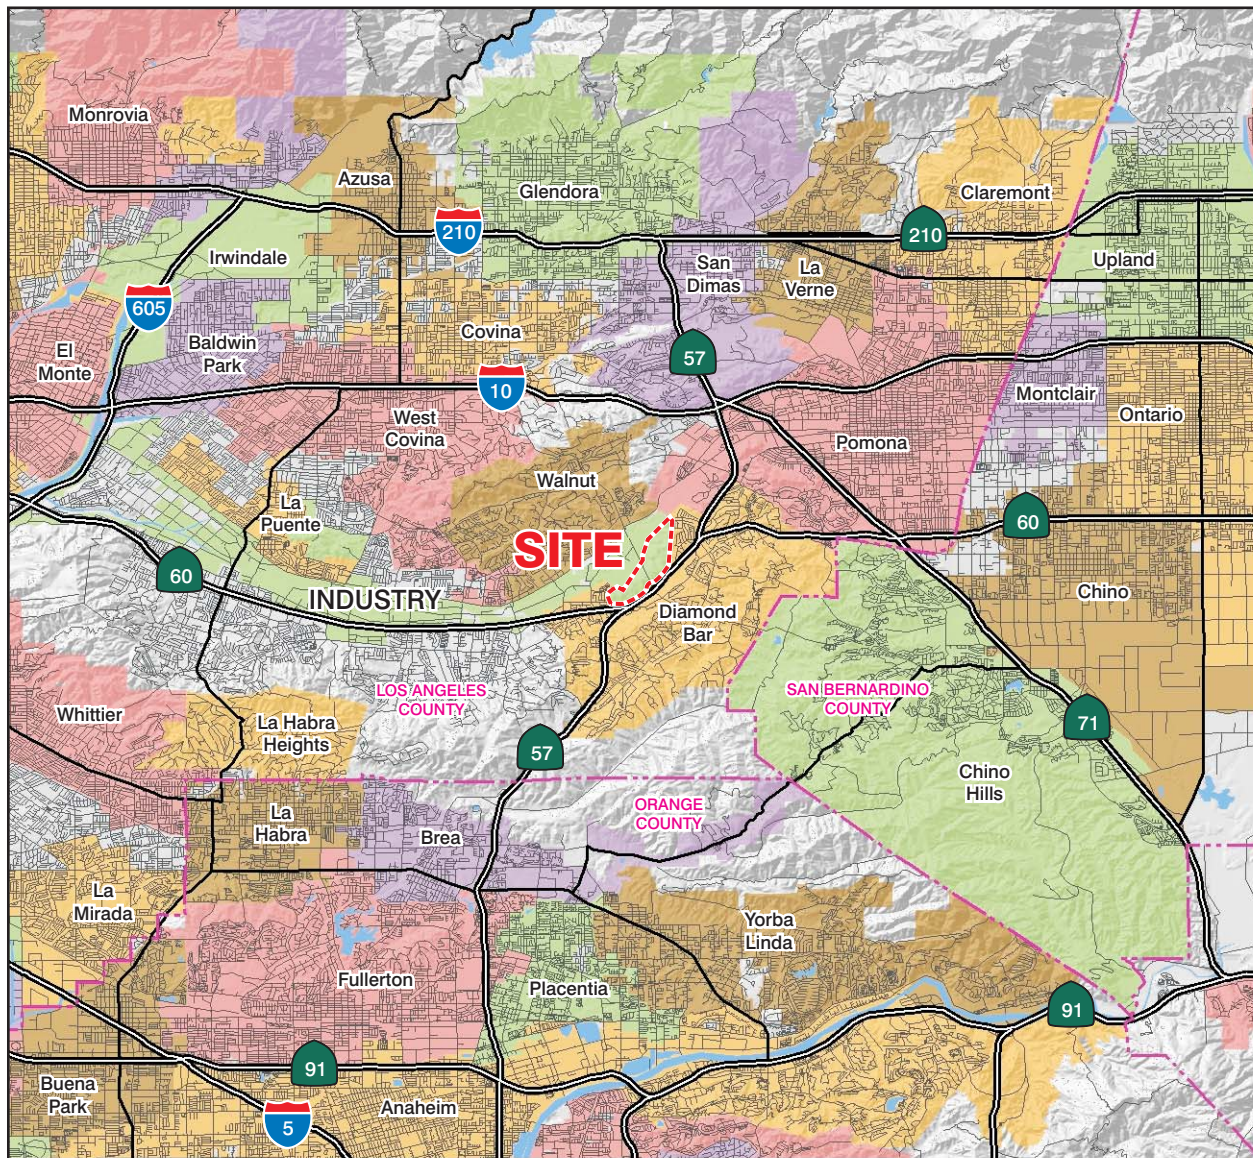 Monrovia
Azusa
Glendora
Claremont
210
210
Irwindale
San
Dimas
La
Verne
Upland
605
El
Monte
Baldwin
Park
Covina
57
10
West
Covina
Montclair
Ontario
Pomona
Walnut
La
Puente
60
SITE
60
INDUSTRY
Diamond
Bar
Chino
LOS ANGELES
COUNTY
SAN BERNARDINO
COUNTY
Whittier
La Habra
Heights
57
71
Chino
Hills
ORANGE
COUNTY
La
Habra
Brea
La
Mirada
Yorba
Linda
Fullerton
Placentia
91
91
Buena
Park
Anaheim
5